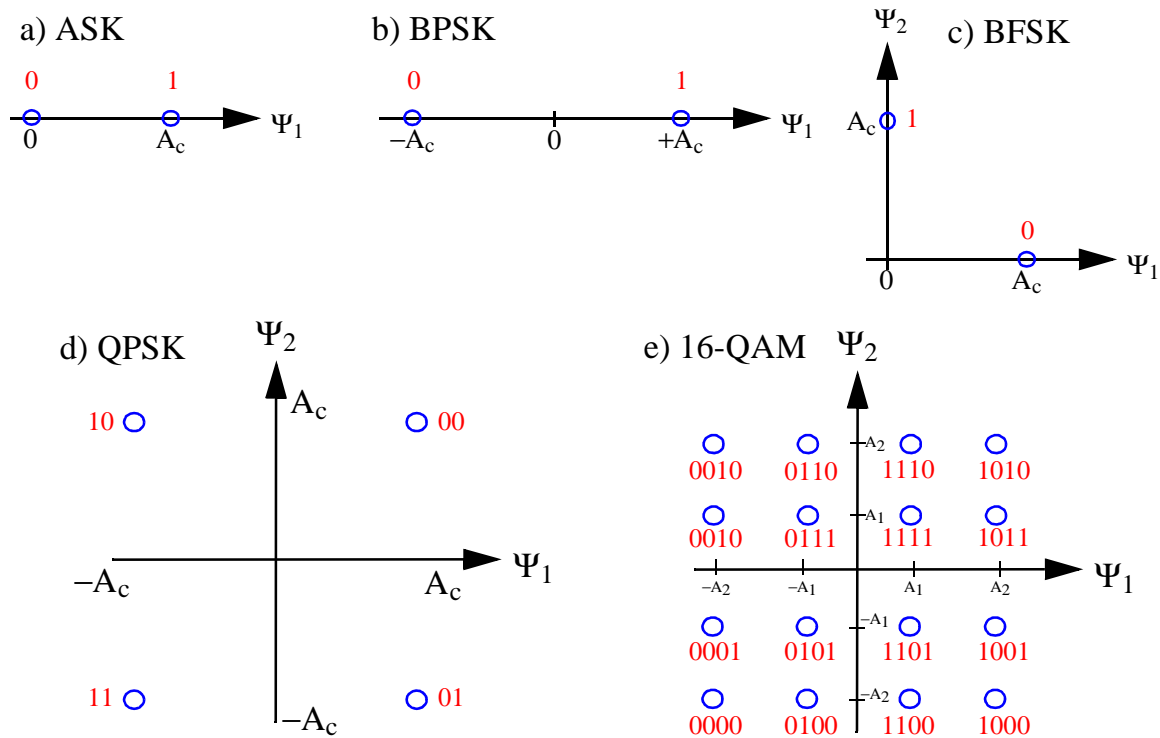 a) ASK
0 1
0 A_c Ψ_1
b) BPSK
0 1
−A_c 0 +A_c Ψ_1
c) BFSK
Ψ_2
A_c 1
0
0 A_c Ψ_1
d) QPSK
Ψ_2
A_c
10 00
−A_c A_c Ψ_1
11 01
−A_c
e) 16-QAM
Ψ_2
A_2
0010 0110 1110 1010
A_1
0010 0111 1111 1011
−A_2 −A_1 A_1 A_2 Ψ_1
−A_1
0001 0101 1101 1001
−A_2
0000 0100 1100 1000